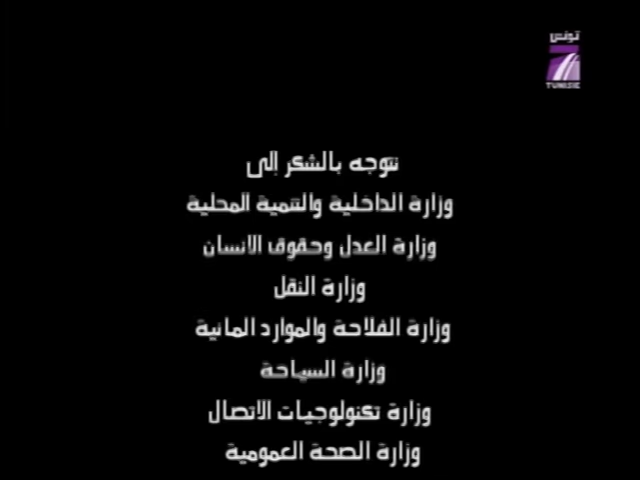 تونس
7
TUNISIE
نتوجه بالشكر إلى
وزارة الداخلية والتنمية المحلية
وزارة العدل وحقوق الانسان
وزارة النقل
وزارة الفلاحة والموارد المائية
وزارة السياحة
وزارة تكنولوجيات الاتصال
وزارة الصحة العمومية